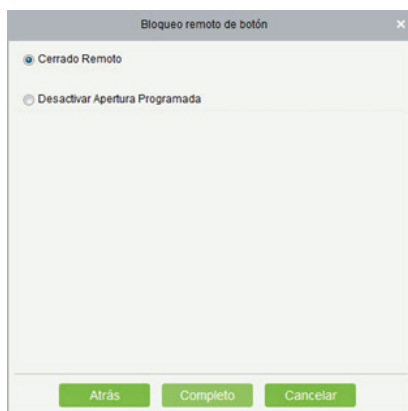 Bloqueo remoto de botón
Cerrado Remoto
Desactivar Apertura Programada
Atrás Completo Cancelar